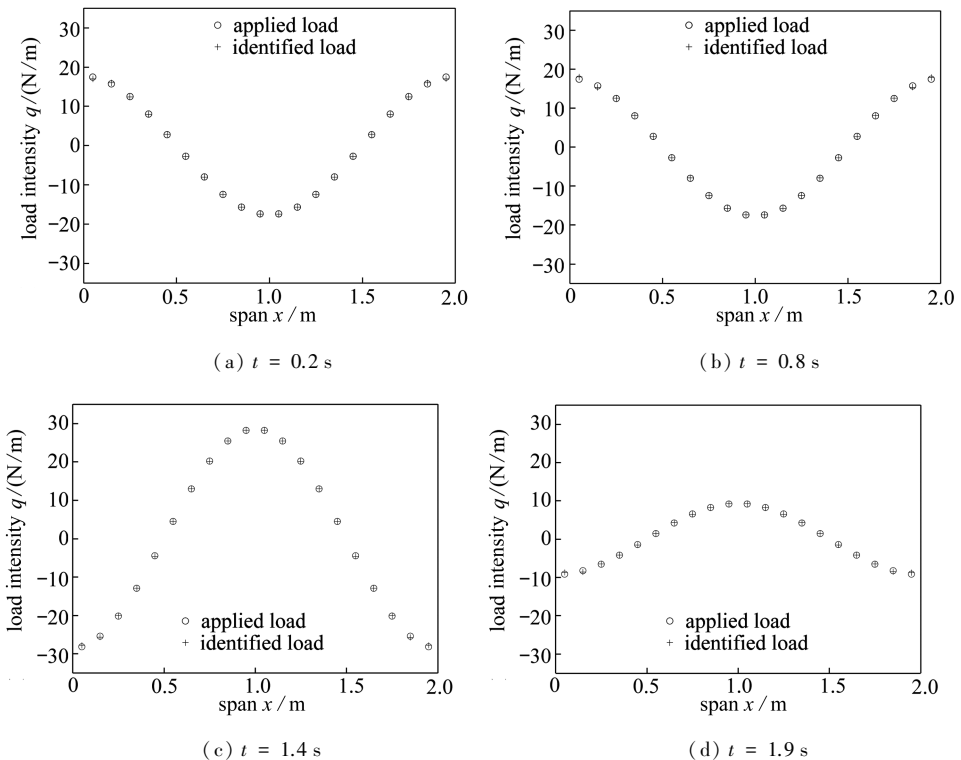 30
20
10
0
−10
−20
−30
load intensity q/(N/m)
applied load
identified load
0 0.5 1.0 1.5 2.0
span x / m
(a) t = 0.2 s
30
20
10
0
−10
−20
−30
load intensity q/(N/m)
applied load
identified load
0 0.5 1.0 1.5 2.0
span x / m
(b) t = 0.8 s
30
20
10
0
−10
−20
−30
load intensity q/(N/m)
applied load
identified load
0 0.5 1.0 1.5 2.0
span x / m
(c) t = 1.4 s
30
20
10
0
−10
−20
−30
load intensity q/(N/m)
applied load
identified load
0 0.5 1.0 1.5 2.0
span x / m
(d) t = 1.9 s